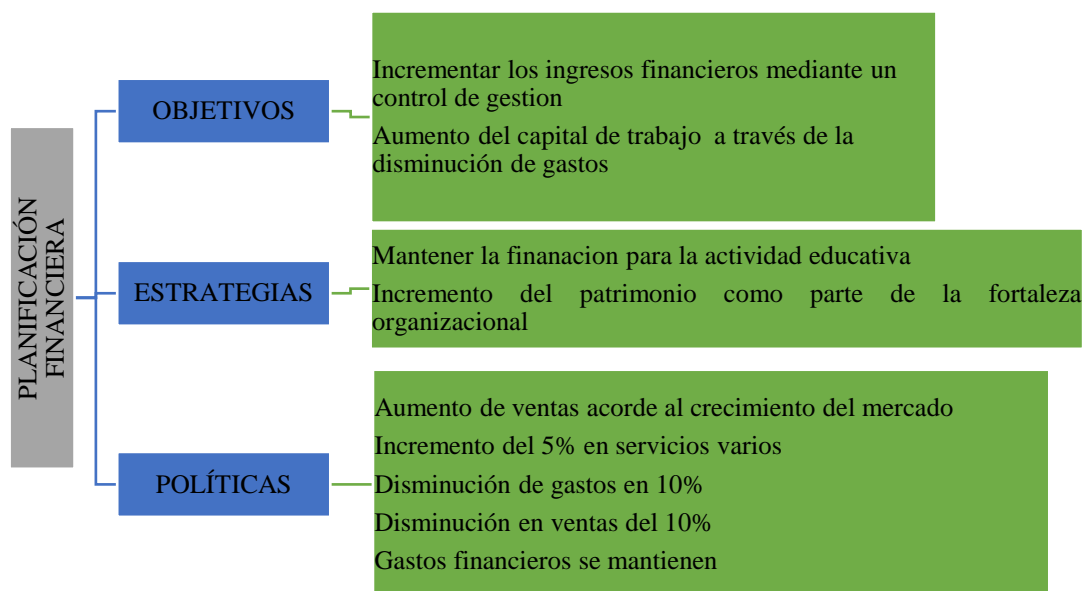 PLANIFICACIÓN
FINANCIERA
OBJETIVOS
Incrementar los ingresos financieros mediante un
control de gestion
Aumento del capital de trabajo a través de la
disminución de gastos
ESTRATEGIAS
Mantener la finanacion para la actividad educativa
Incremento del patrimonio como parte de la fortaleza
organizacional
POLÍTICAS
Aumento de ventas acorde al crecimiento del mercado
Incremento del 5% en servicios varios
Disminución de gastos en 10%
Disminución en ventas del 10%
Gastos financieros se mantienen